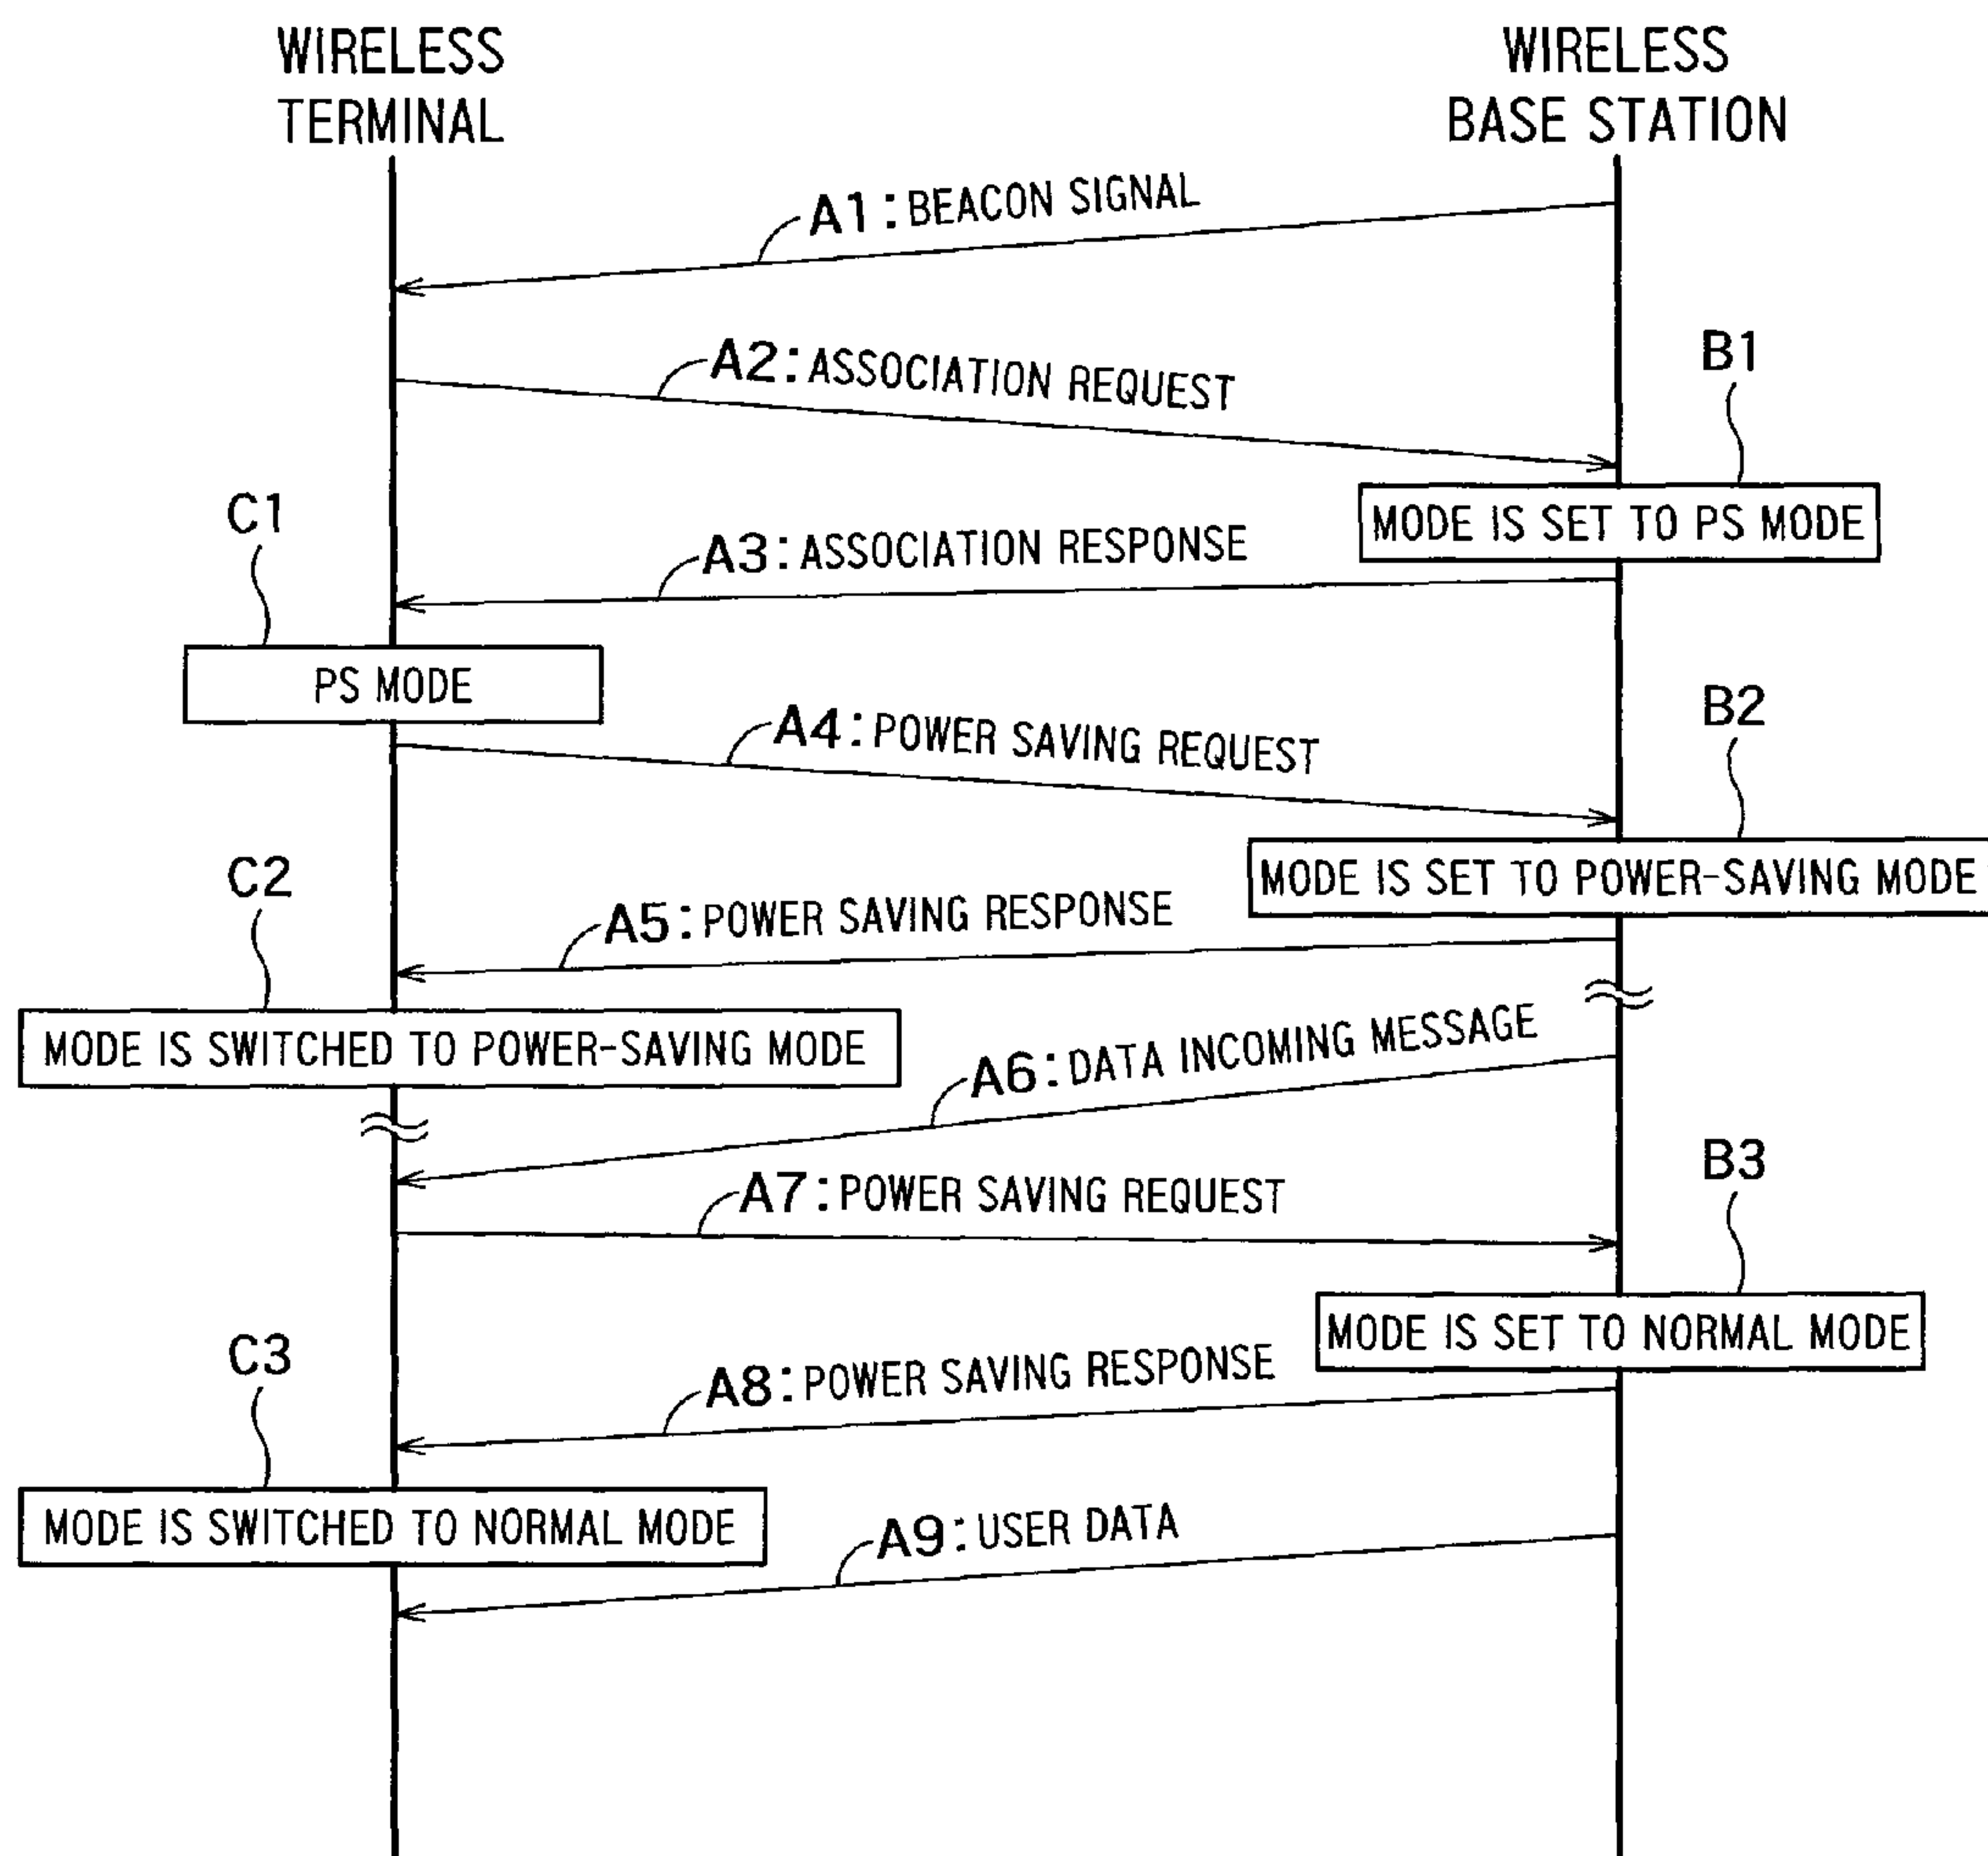 WIRELESS
TERMINAL
WIRELESS
BASE STATION
A1: BEACON SIGNAL
A2: ASSOCIATION REQUEST
B1
MODE IS SET TO PS MODE
C1
A3: ASSOCIATION RESPONSE
PS MODE
A4: POWER SAVING REQUEST
B2
MODE IS SET TO POWER-SAVING MODE
C2
A5: POWER SAVING RESPONSE
MODE IS SWITCHED TO POWER-SAVING MODE
A6: DATA INCOMING MESSAGE
A7: POWER SAVING REQUEST
B3
MODE IS SET TO NORMAL MODE
C3
A8: POWER SAVING RESPONSE
MODE IS SWITCHED TO NORMAL MODE
A9: USER DATA